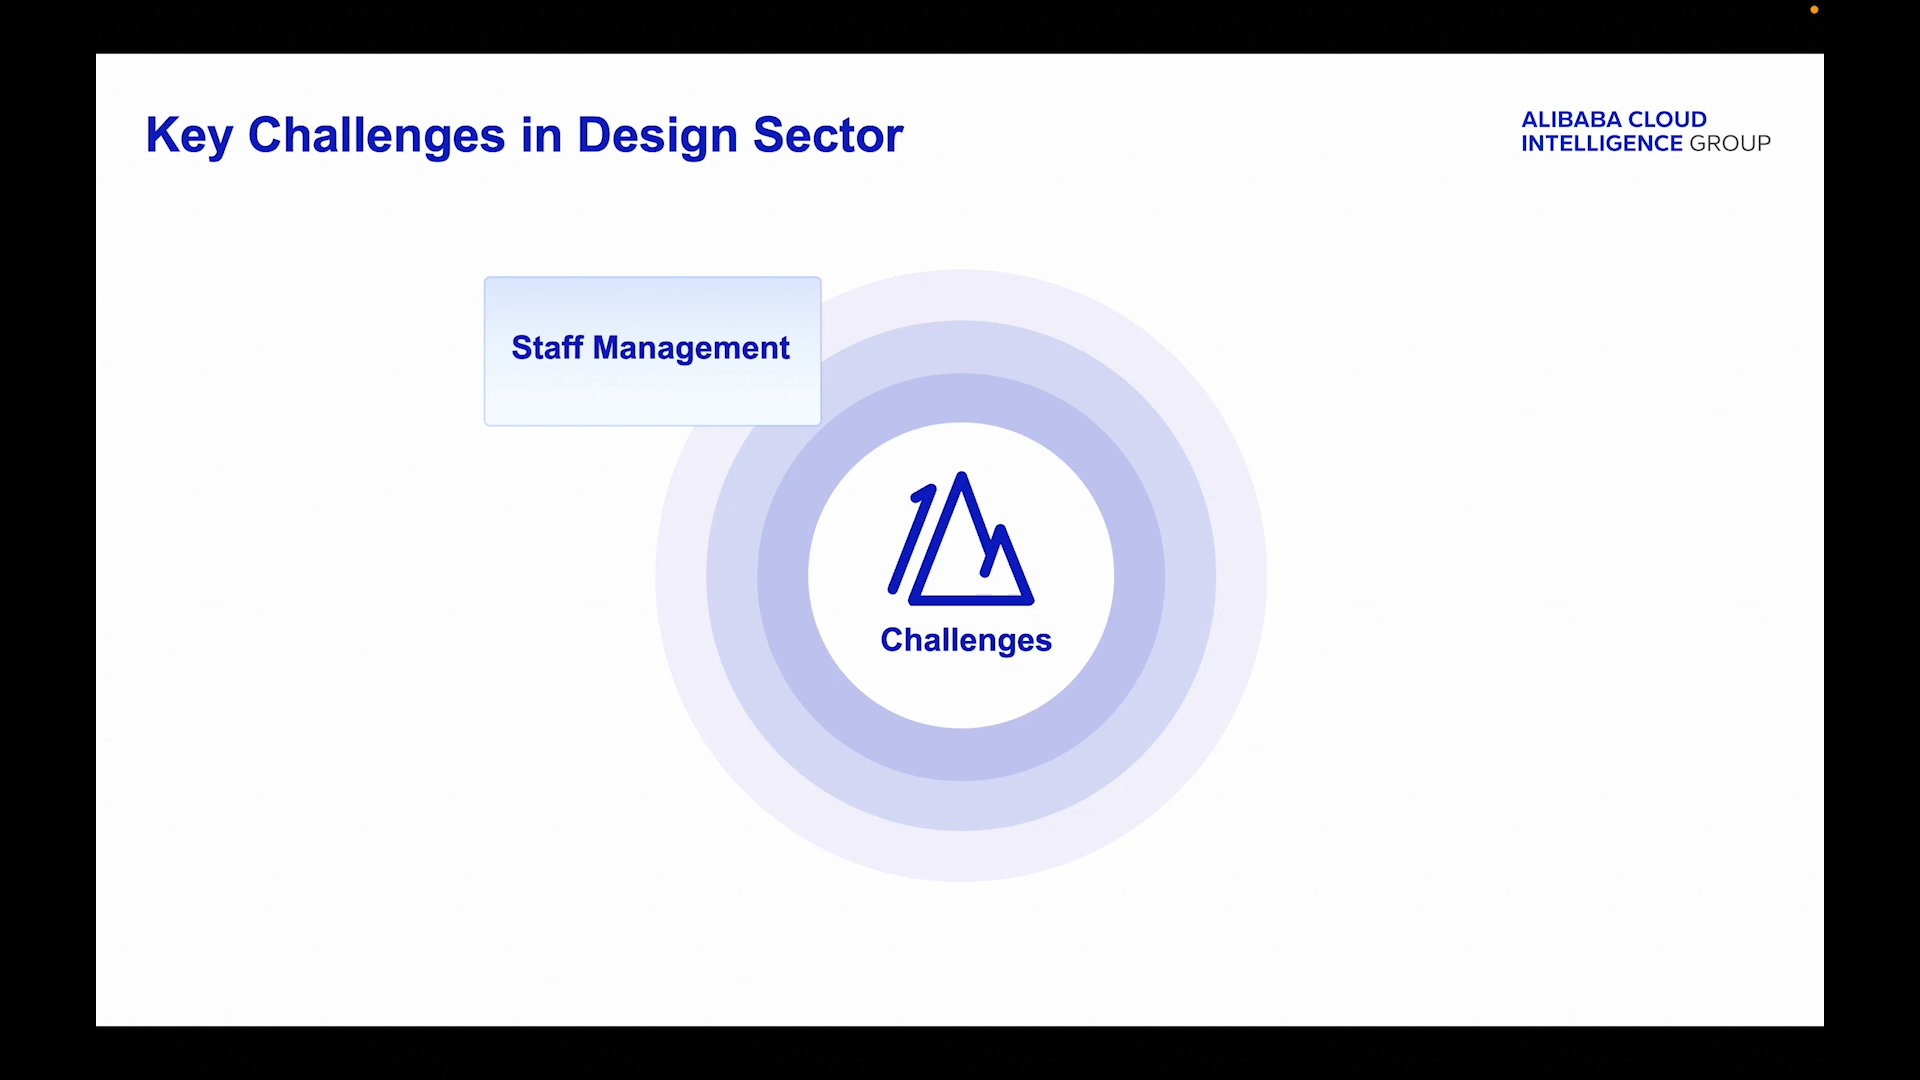 Key Challenges in Design Sector
ALIBABA CLOUD
INTELLIGENCE GROUP
Staff Management
Challenges